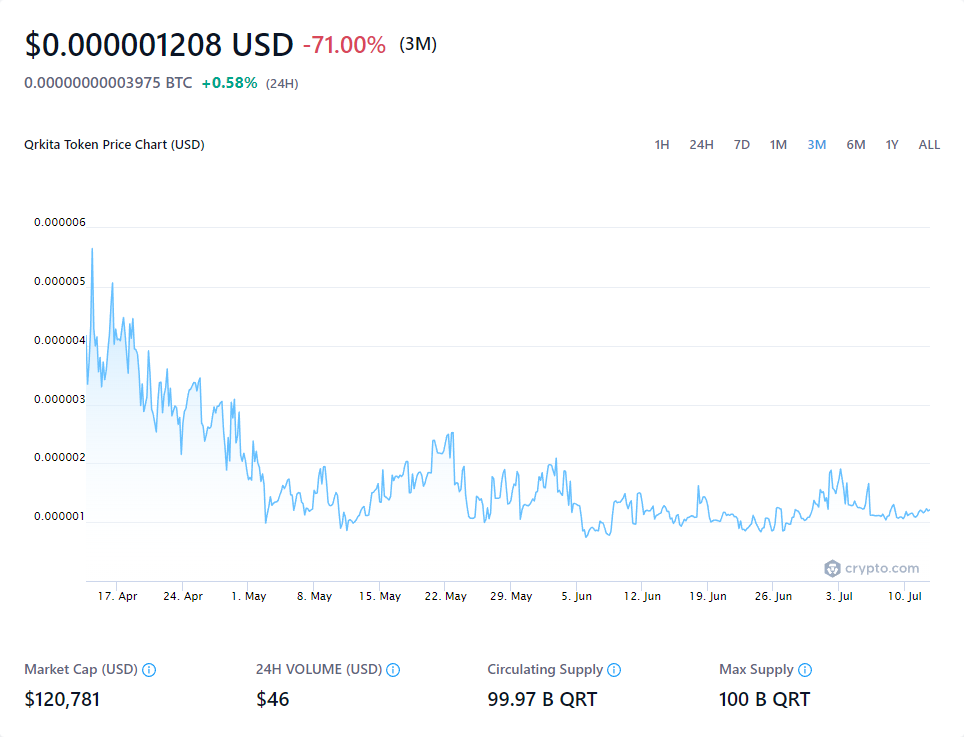 $0.000001208 USD -71.00% (3M)
0.00000000003975 BTC +0.58% (24H)
Qrkita Token Price Chart (USD)
1H 24H 7D 1M 3M 6M 1Y ALL
0.000006
0.000005
0.000004
0.000003
0.000002
0.000001
crypto.com
17. Apr 24. Apr 1. May 8. May 15. May 22. May 29. May 5. Jun 12. Jun 19. Jun 26. Jun 3. Jul 10. Jul
Market Cap (USD) 24H VOLUME (USD) Circulating Supply Max Supply
$120,781 $46 99.97 B QRT 100 B QRT